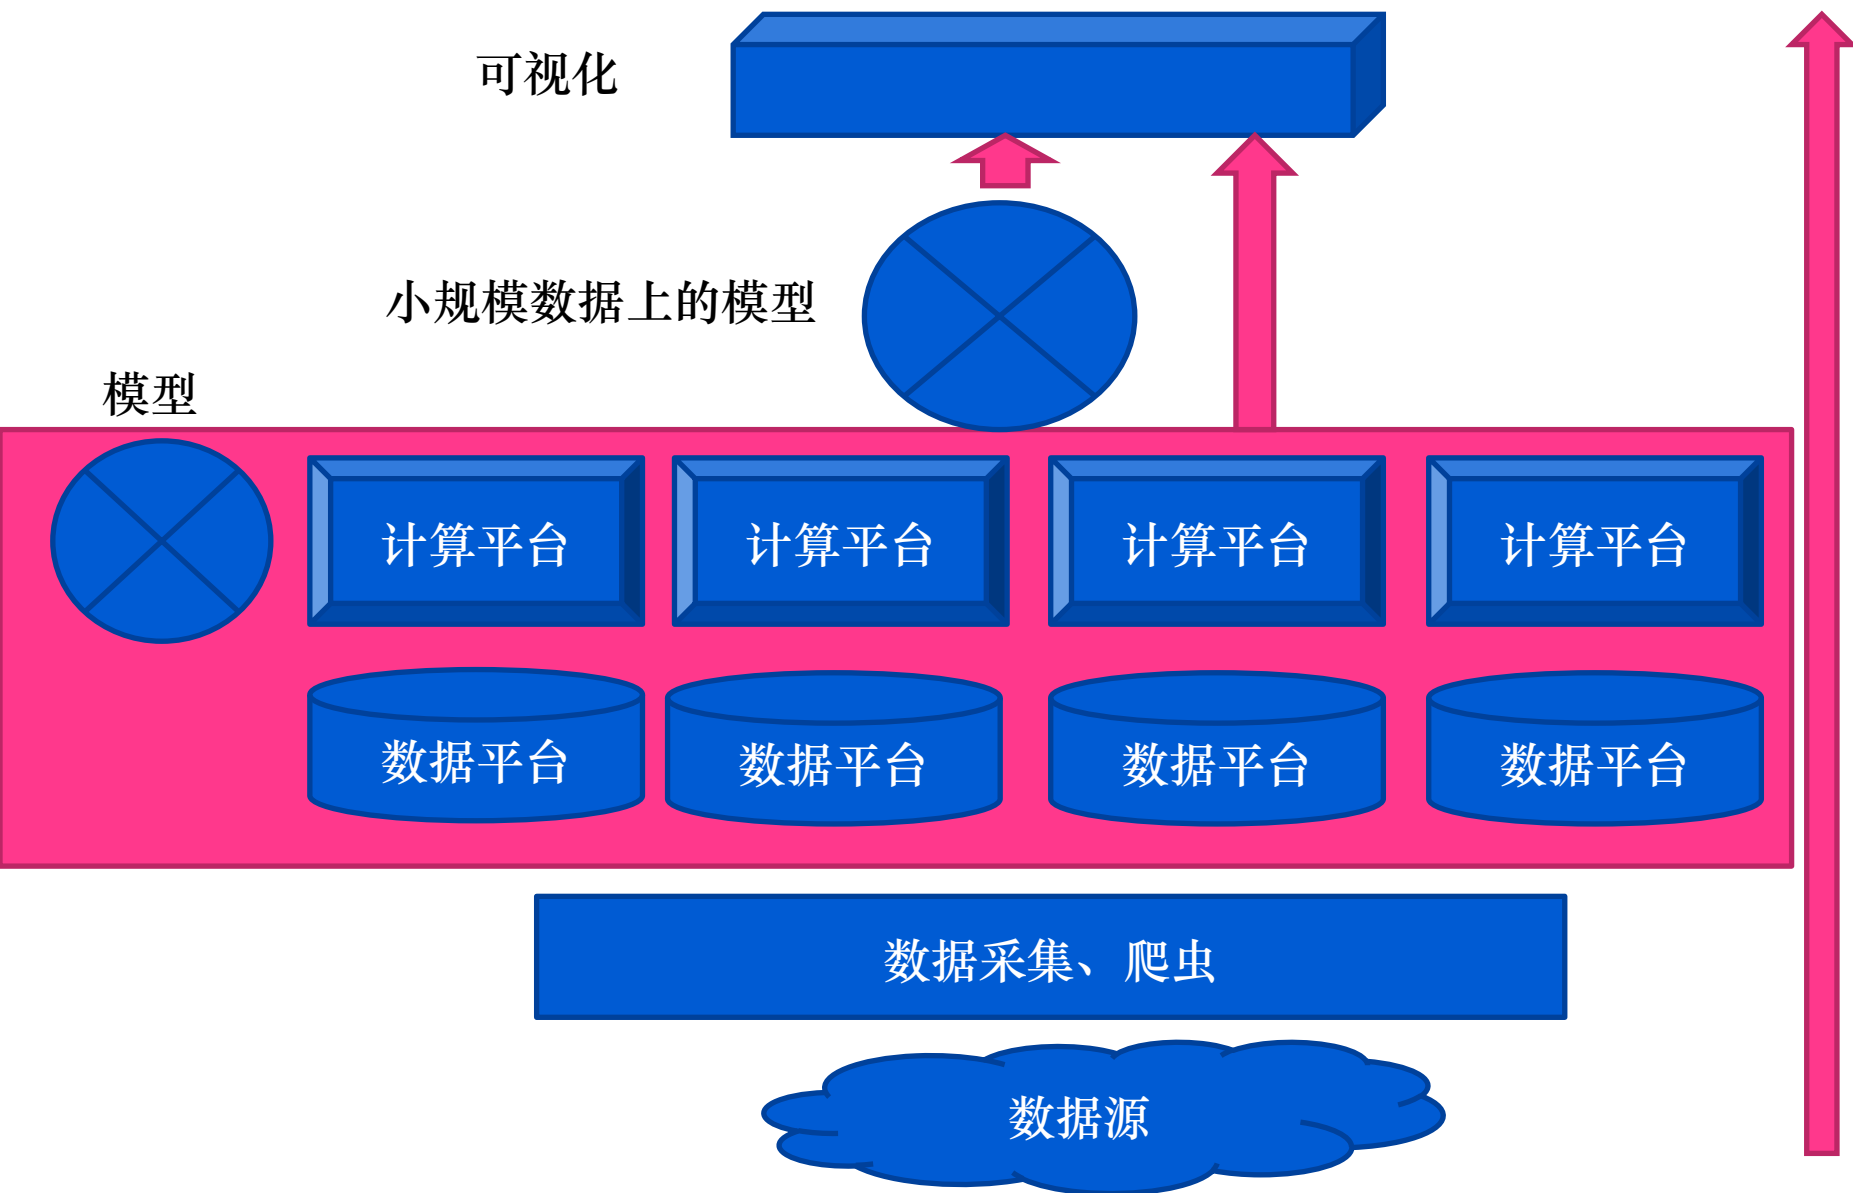 可视化
小规模数据上的模型
模型
计算平台
计算平台
计算平台
计算平台
数据平台
数据平台
数据平台
数据平台
数据采集、爬虫
数据源